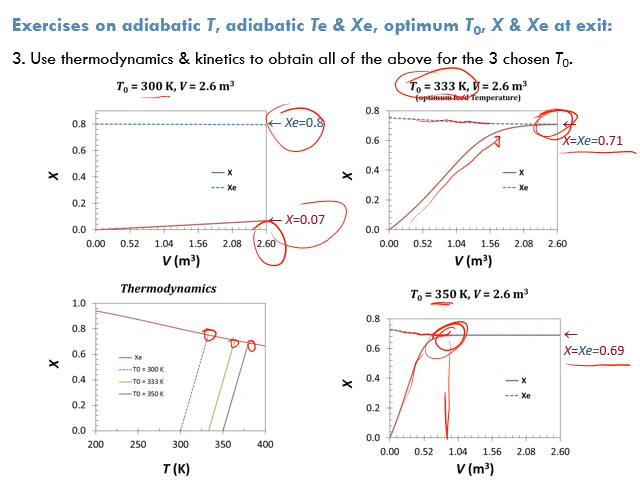 Exercises on adiabatic T, adiabatic Te & Xe, optimum T₀, X & Xe at exit:
3. Use thermodynamics & kinetics to obtain all of the above for the 3 chosen T₀.
T₀ = 300 K, V = 2.6 m³
0.8
0.6
0.4
0.2
0.0
X
X
Xe
← Xe=0.8
← X=0.07
0.00 0.52 1.04 1.56 2.08 2.60
V (m³)
T₀ = 333 K, V = 2.6 m³
(optimum feed Temperature)
0.8
0.6
0.4
0.2
0.0
X
X
Xe
←
X=Xe=0.71
0.00 0.52 1.04 1.56 2.08 2.60
V (m³)
Thermodynamics
1.0
0.8
0.6
0.4
0.2
0.0
X
Xe
T0 = 300 K
T0 = 333 K
T0 = 350 K
200 250 300 350 400
T (K)
T₀ = 350 K, V = 2.6 m³
0.8
0.6
0.4
0.2
0.0
X
X
Xe
←
X=Xe=0.69
0.00 0.52 1.04 1.56 2.08 2.60
V (m³)